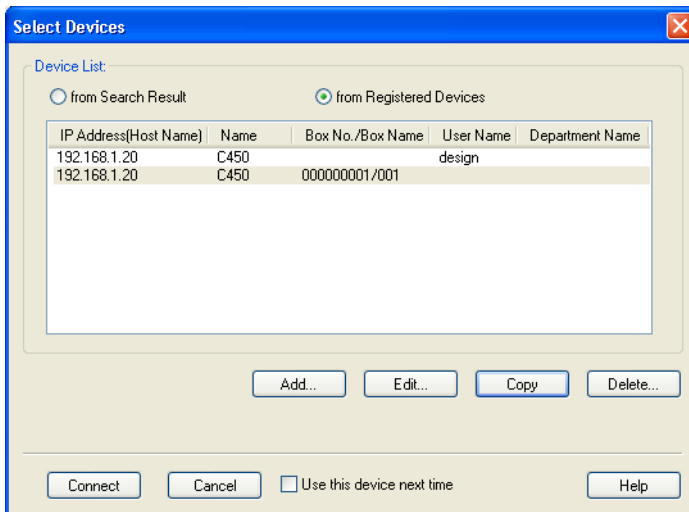 Select Devices
Device List:
from Search Result from Registered Devices
IP Address(Host Name) Name Box No./Box Name User Name Department Name
192.168.1.20 C450 design
192.168.1.20 C450 000000001/001
Add... Edit... Copy Delete...
Connect Cancel Use this device next time Help